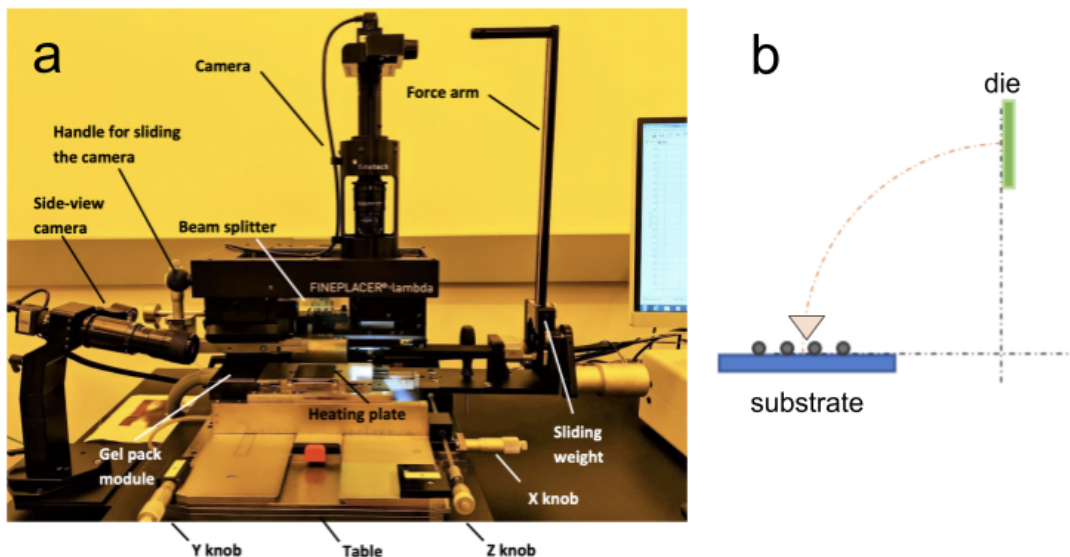 a
Camera
Force arm
Handle for sliding
the camera
Side-view
camera
Beam splitter
FINEPLACER® lambda
finetech
Heating plate
Gel pack
module
Sliding
weight
X knob
Y knob
Table
Z knob
b
die
substrate